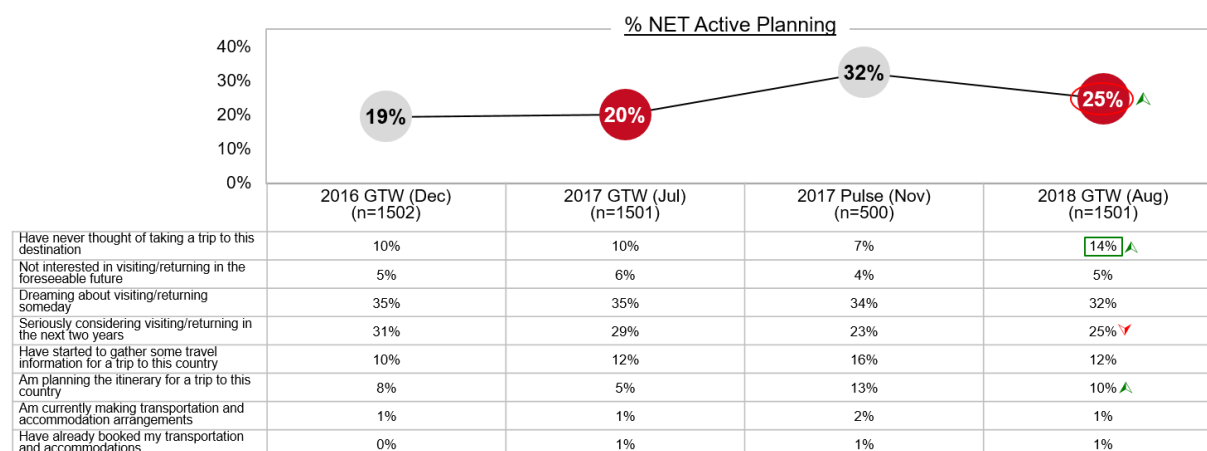 % NET Active Planning
40%
30%
20%
10%
0%
19%
20%
32%
25%
2016 GTW (Dec)
(n=1502)
2017 GTW (Jul)
(n=1501)
2017 Pulse (Nov)
(n=500)
2018 GTW (Aug)
(n=1501)
Have never thought of taking a trip to this
destination
10% 10% 7% 14%
Not interested in visiting/returning in the
foreseeable future
5% 6% 4% 5%
Dreaming about visiting/returning
someday
35% 35% 34% 32%
Seriously considering visiting/returning in
the next two years
31% 29% 23% 25%
Have started to gather some travel
information for a trip to this country
10% 12% 16% 12%
Am planning the itinerary for a trip to this
country
8% 5% 13% 10%
Am currently making transportation and
accommodation arrangements
1% 1% 2% 1%
Have already booked my transportation
and accommodations
0% 1% 1% 1%